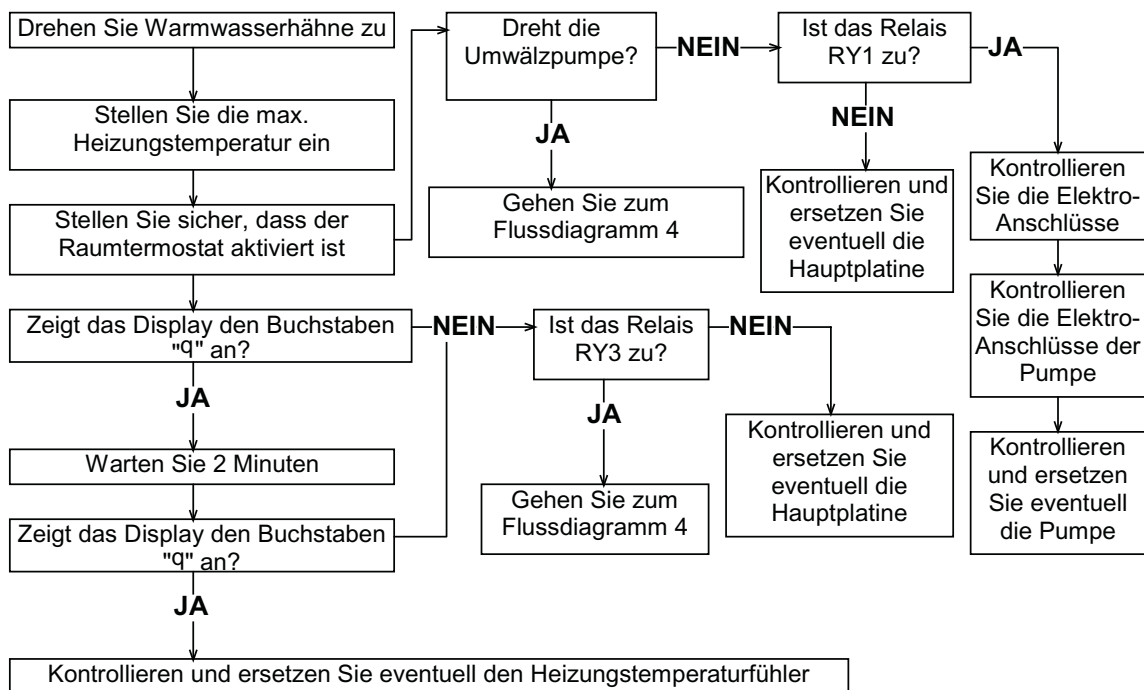 Drehen Sie Warmwasserhähne zu
Stellen Sie die max.
Heizungstemperatur ein
Stellen Sie sicher, dass der
Raumtermostat aktiviert ist
Dreht die
Umwälzpumpe?
NEIN
Ist das Relais
RY1 zu?
JA
JA
NEIN
Gehen Sie zum
Flussdiagramm 4
Kontrollieren und
ersetzen Sie
eventuell die
Hauptplatine
Kontrollieren
Sie die Elektro-
Anschlüsse
Kontrollieren
Sie die Elektro-
Anschlüsse der
Pumpe
Kontrollieren
und ersetzen
Sie eventuell
die Pumpe
Zeigt das Display den Buchstaben
"q" an?
NEIN
Ist das Relais
RY3 zu?
NEIN
JA
JA
Kontrollieren und
ersetzen Sie
eventuell die
Hauptplatine
Gehen Sie zum
Flussdiagramm 4
Warten Sie 2 Minuten
Zeigt das Display den Buchstaben
"q" an?
JA
Kontrollieren und ersetzen Sie eventuell den Heizungstemperaturfühler